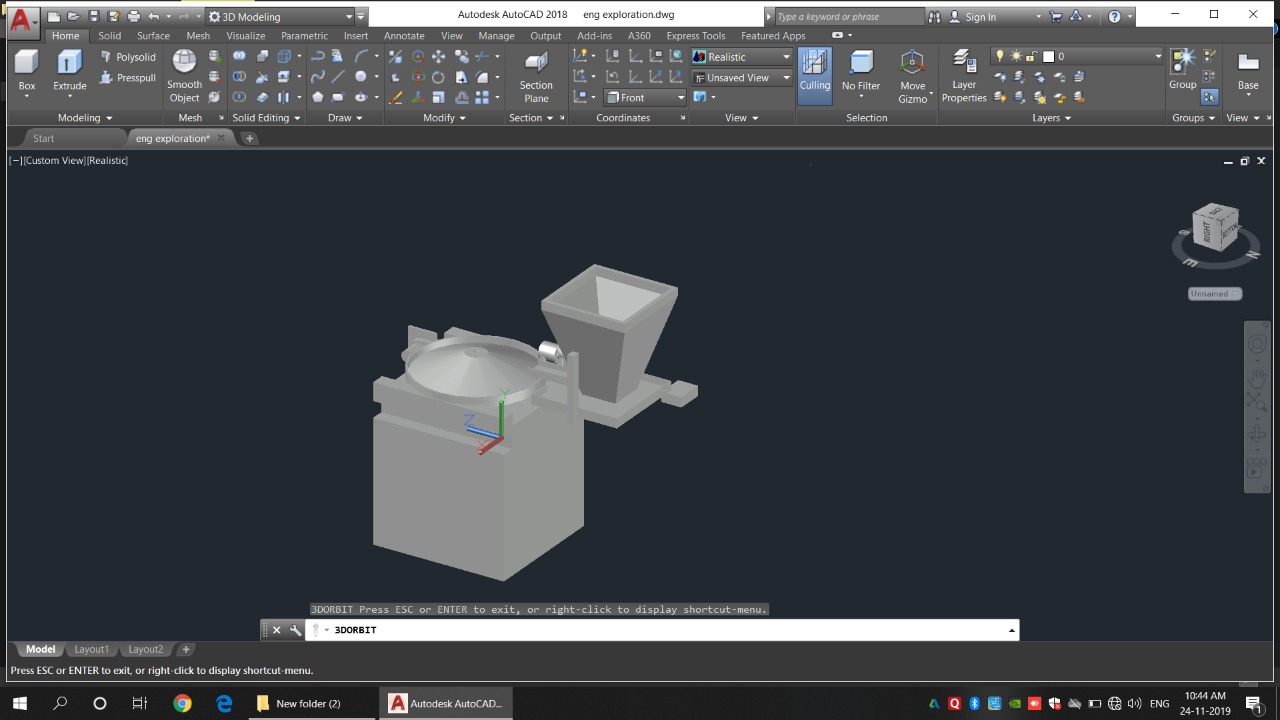 3D Modeling
Autodesk AutoCAD 2018 eng exploration.dwg
Type a keyword or phrase
Sign In
Home Solid Surface Mesh Visualize Parametric Insert Annotate View Manage Output Add-ins A360 Express Tools Featured Apps
Box
Extrude
Polysolid
Presspull
Smooth
Object
Section
Plane
Realistic
Unsaved View
Front
Culling
No Filter
Move
Gizmo
Layer
Properties
0
Group
Base
Modeling Mesh Solid Editing Draw Modify Section Coordinates View Selection Layers Groups View
Start eng exploration*
[−][Custom View][Realistic]
BACK
RIGHT
BOTTOM
E
N
Unnamed
Y
Z
X
3DORBIT Press ESC or ENTER to exit, or right-click to display shortcut-menu.
3DORBIT
Model Layout1 Layout2
Press ESC or ENTER to exit, or right-click to display shortcut-menu.
New folder (2)
Autodesk AutoCAD...
ENG
10:44 AM
24-11-2019
1